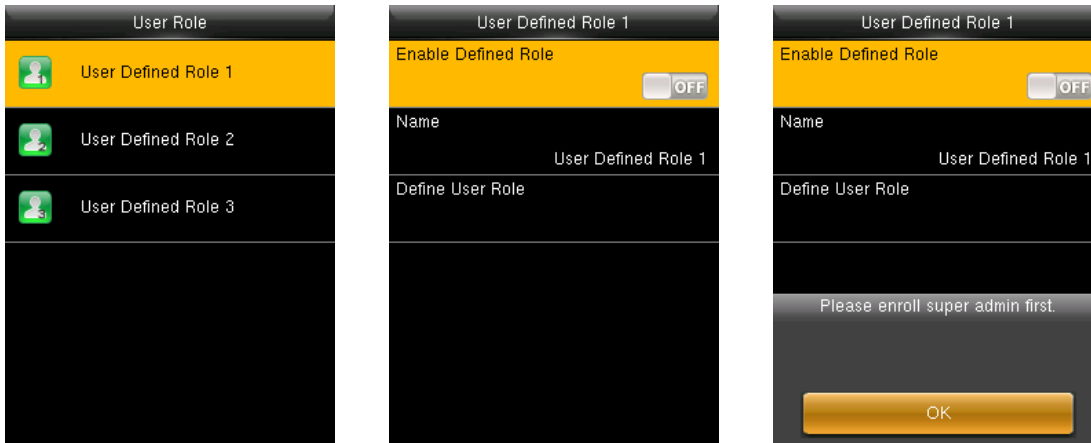 User Role
User Defined Role 1
User Defined Role 2
User Defined Role 3
User Defined Role 1
Enable Defined Role
OFF
Name
User Defined Role 1
Define User Role
User Defined Role 1
Enable Defined Role
OFF
Name
User Defined Role 1
Define User Role
Please enroll super admin first.
OK